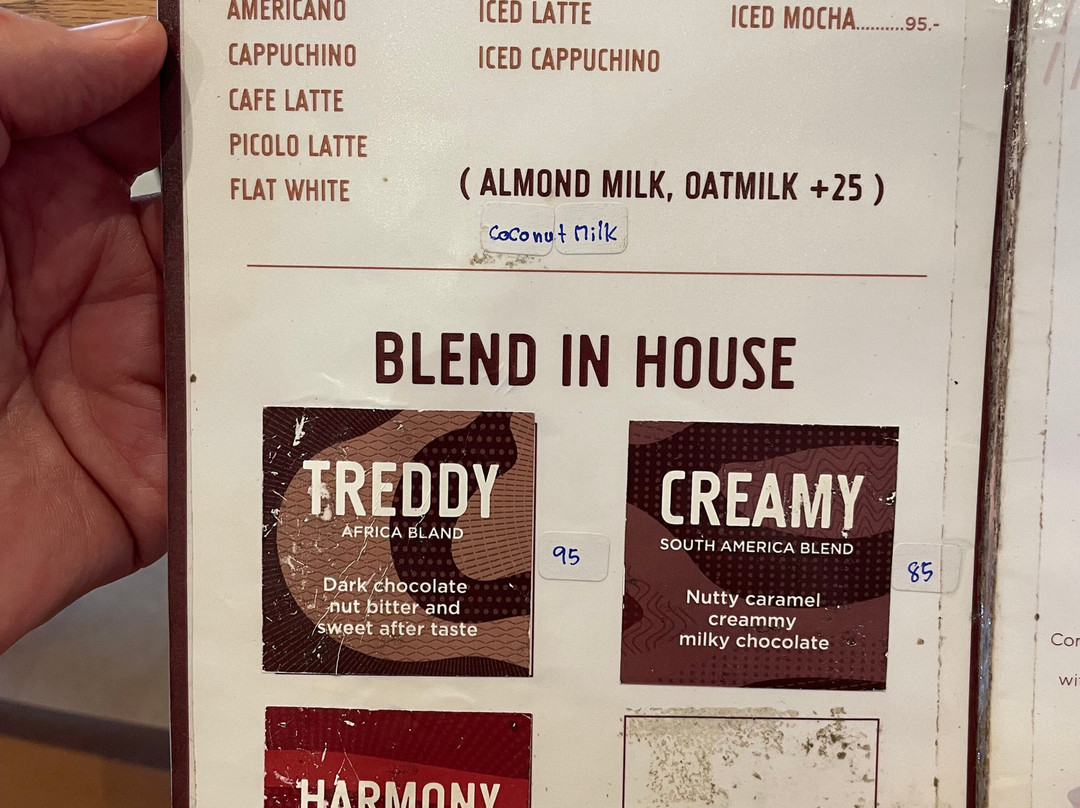 AMERICANO
CAPPUCHINO
CAFE LATTE
PICOLO LATTE
FLAT WHITE
ICED LATTE
ICED CAPPUCHINO
ICED MOCHA..........95.-
( ALMOND MILK, OATMILK +25 )
Coconut Milk
BLEND IN HOUSE
TREDDY
AFRICA BLAND
Dark chocolate
nut bitter and
sweet after taste
95
CREAMY
SOUTH AMERICA BLEND
Nutty caramel
creammy
milky chocolate
85
HARMONY